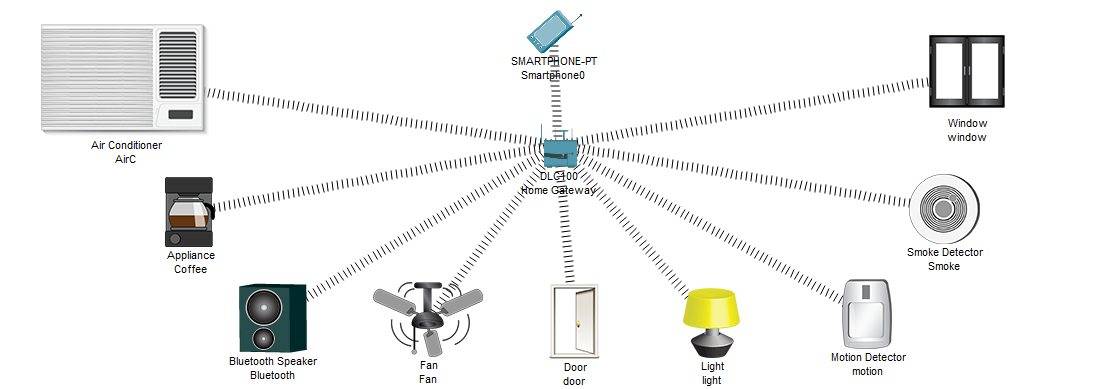 SMARTPHONE-PT
Smartphone0
Window
window
Air Conditioner
AirC
DLC100
Home Gateway
Appliance
Coffee
Smoke Detector
Smoke
Bluetooth Speaker
Bluetooth
Fan
Fan
Door
door
Light
light
Motion Detector
motion